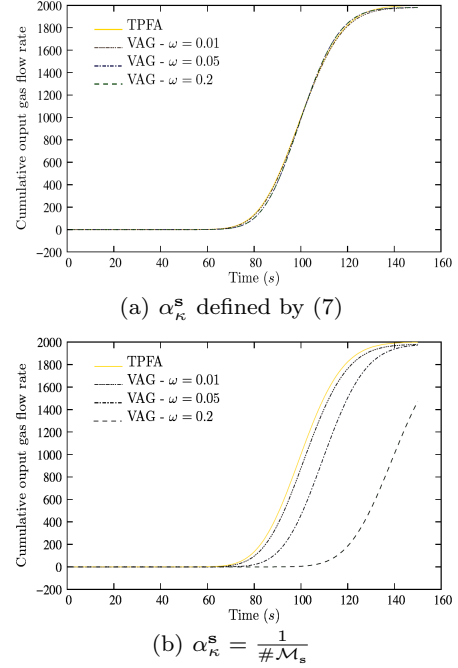 2000
1800
1600
1400
1200
1000
800
600
400
200
0
−200
Cumulative ouput gas flow rate
TPFA
VAG - ω = 0.01
VAG - ω = 0.05
VAG - ω = 0.2
0 20 40 60 80 100 120 140 160
Time (s)
(a) α_κ^s defined by (7)
2000
1800
1600
1400
1200
1000
800
600
400
200
0
−200
Cumulative ouput gas flow rate
TPFA
VAG - ω = 0.01
VAG - ω = 0.05
VAG - ω = 0.2
0 20 40 60 80 100 120 140 160
Time (s)
(b) α_κ^s = 1/#M_s